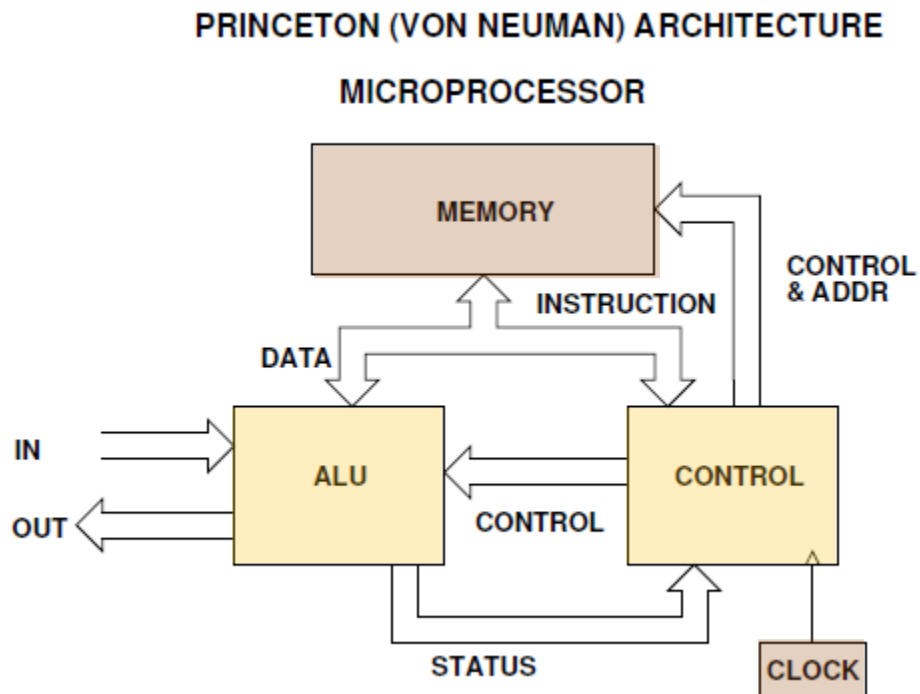 PRINCETON (VON NEUMAN) ARCHITECTURE
MICROPROCESSOR
MEMORY
CONTROL
& ADDR
INSTRUCTION
DATA
IN
ALU
CONTROL
OUT
CONTROL
STATUS
CLOCK